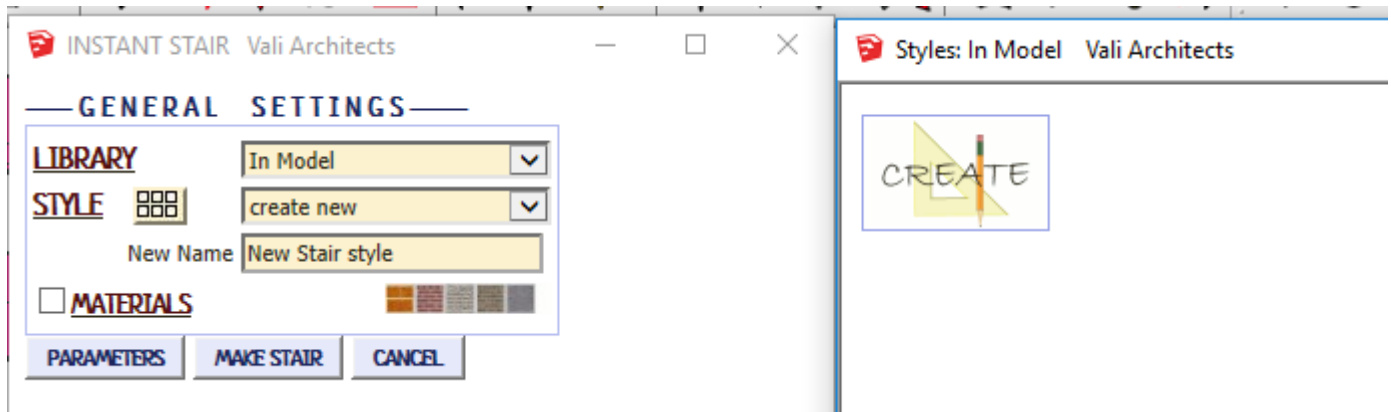 INSTANT STAIR Vali Architects
GENERAL SETTINGS
LIBRARY In Model
STYLE create new
New Name New Stair style
MATERIALS
PARAMETERS MAKE STAIR CANCEL
Styles: In Model Vali Architects
CREATE